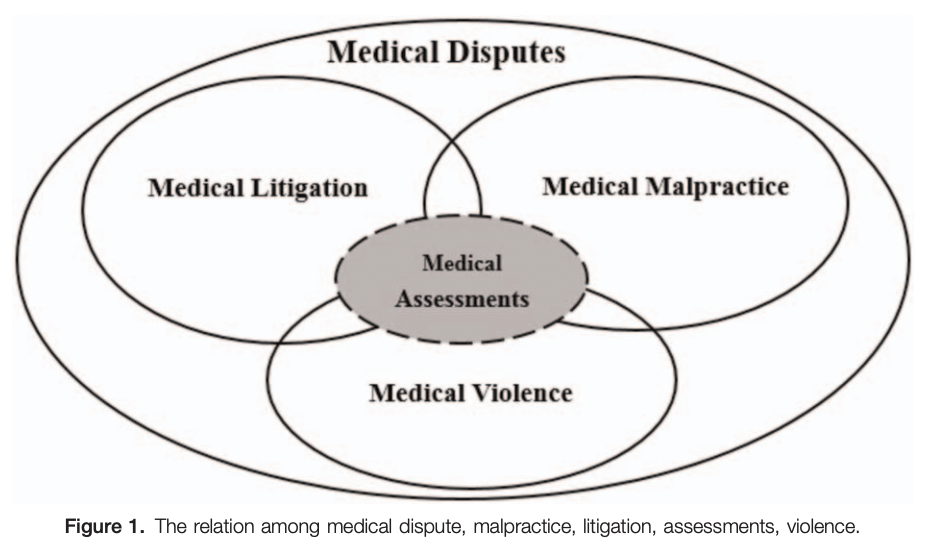 Medical Disputes
Medical Litigation
Medical Malpractice
Medical
Assessments
Medical Violence
Figure 1. The relation among medical dispute, malpractice, litigation, assessments, violence.